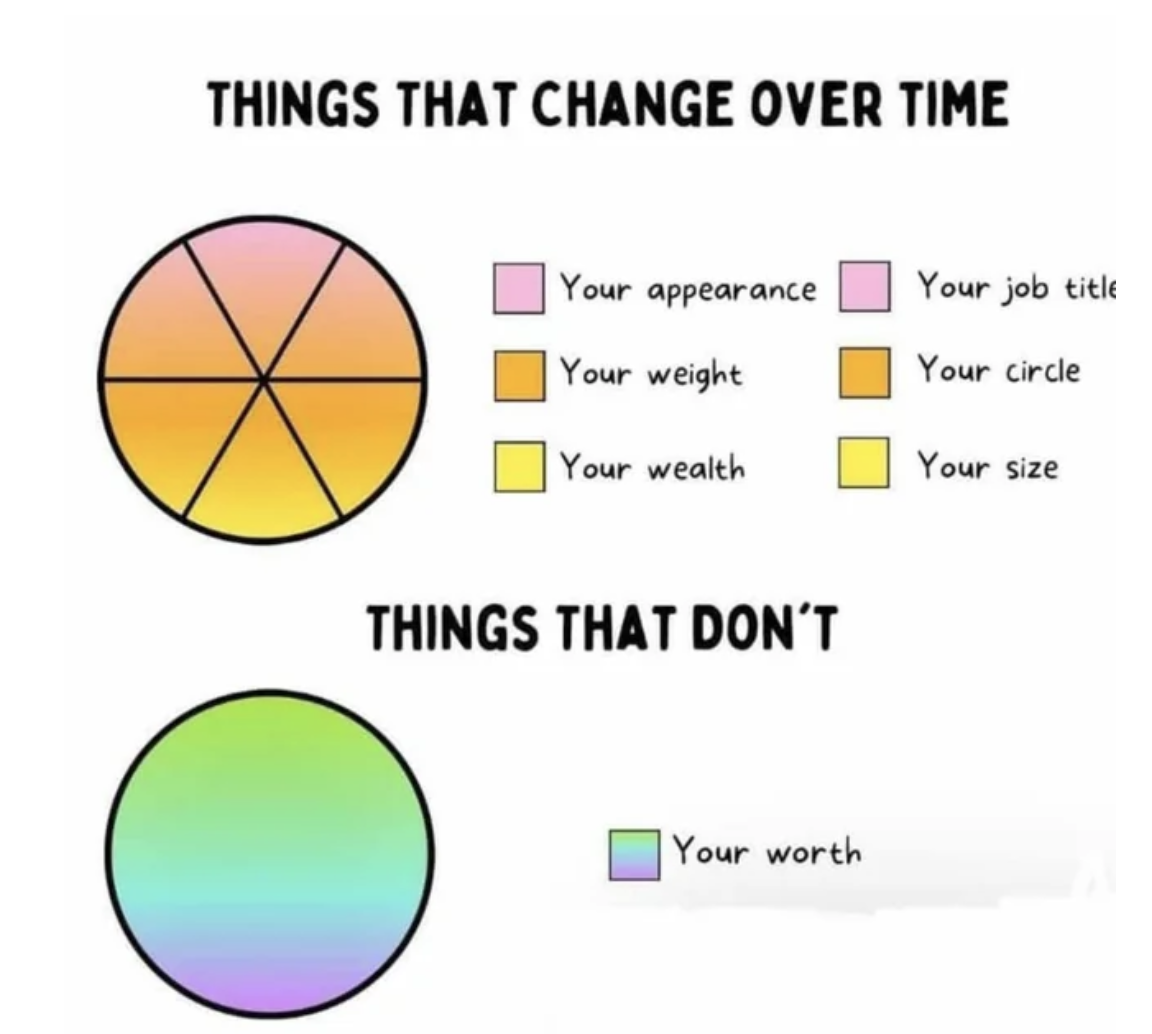 THINGS THAT CHANGE OVER TIME
Your appearance
Your job title
Your weight
Your circle
Your wealth
Your size
THINGS THAT DON'T
Your worth